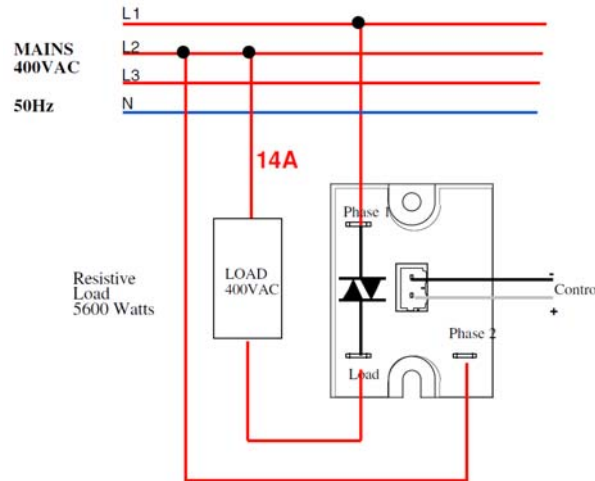 L1
MAINS
400VAC
L2
L3
50Hz
N
14A
Phase 1
Resistive
Load
5600 Watts
LOAD
400VAC
-
Contro
+
Phase 2
Load